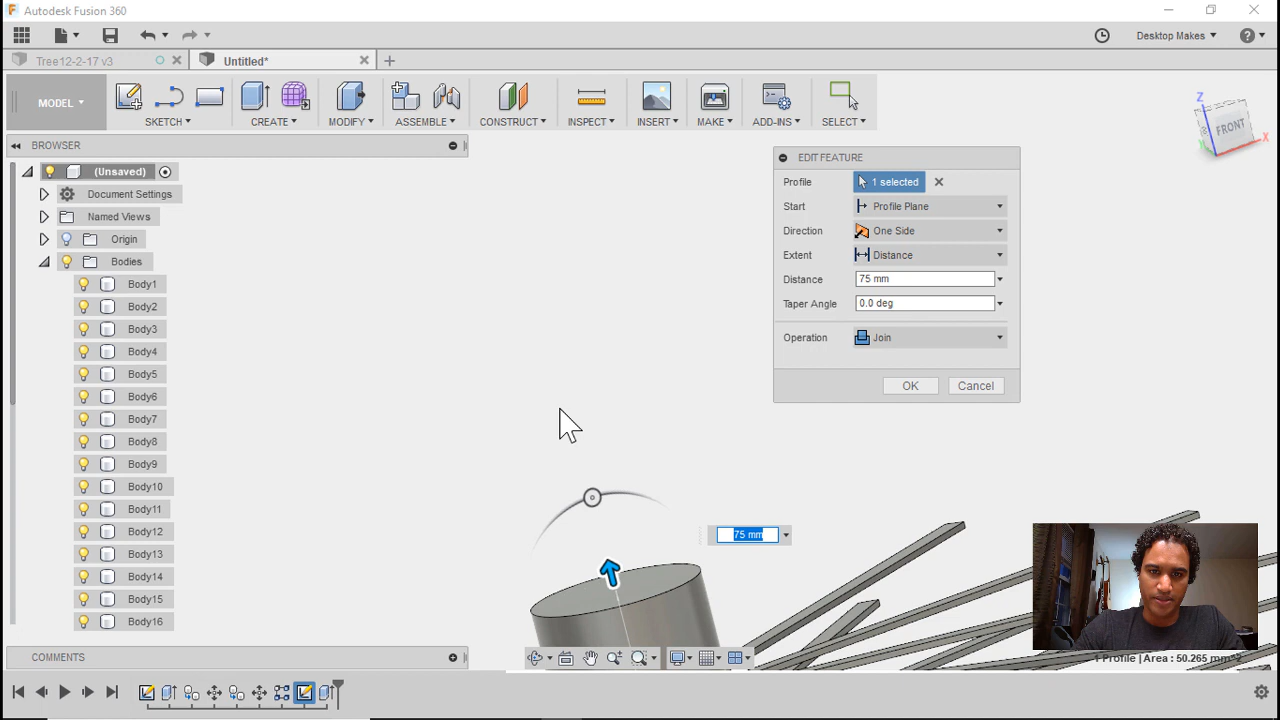 Autodesk Fusion 360
Desktop Makes
Tree12-2-17 v3
Untitled*
MODEL
SKETCH
CREATE
MODIFY
ASSEMBLE
CONSTRUCT
INSPECT
INSERT
MAKE
ADD-INS
SELECT
BROWSER
(Unsaved)
Document Settings
Named Views
Origin
Bodies
Body1
Body2
Body3
Body4
Body5
Body6
Body7
Body8
Body9
Body10
Body11
Body12
Body13
Body14
Body15
Body16
Z
FRONT
X
EDIT FEATURE
Profile 1 selected
Start Profile Plane
Direction One Side
Extent Distance
Distance 75 mm
Taper Angle 0.0 deg
Operation Join
OK Cancel
75 mm
COMMENTS
1 Profile | Area : 50.265 mm^2